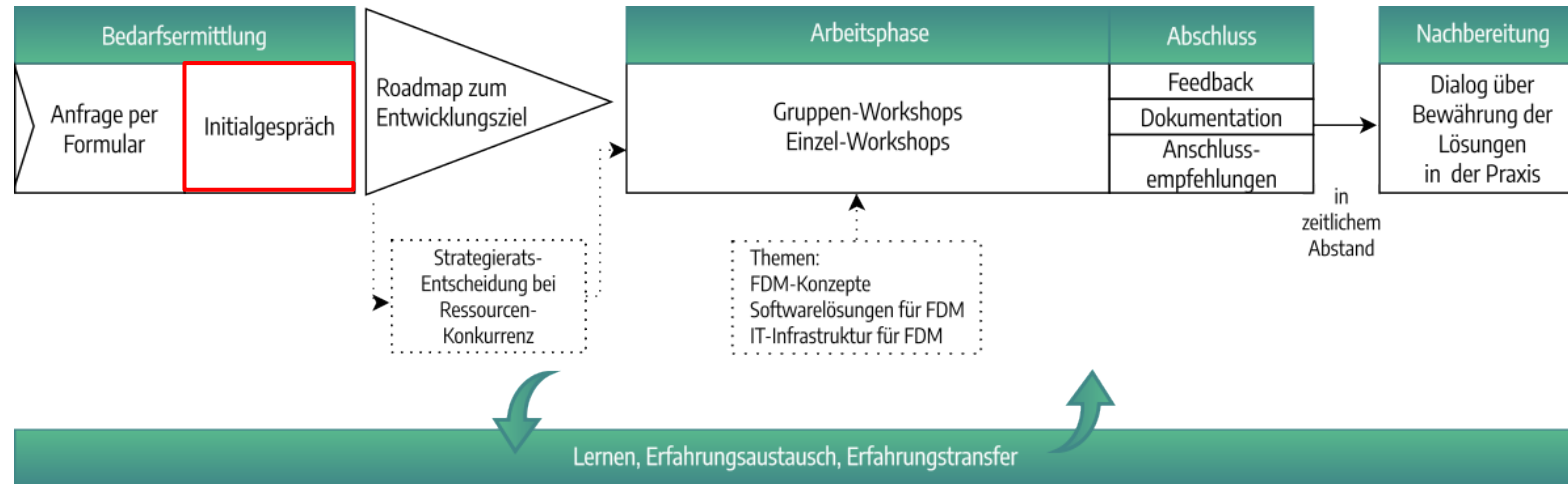 Bedarfsermittlung
Anfrage per
Formular
Initialgespräch
Roadmap zum
Entwicklungsziel
Strategierats-
Entscheidung bei
Ressourcen-
Konkurrenz
Arbeitsphase
Gruppen-Workshops
Einzel-Workshops
Themen:
FDM-Konzepte
Softwarelösungen für FDM
IT-Infrastruktur für FDM
Abschluss
Feedback
Dokumentation
Anschluss-
empfehlungen
in
zeitlichem
Abstand
Nachbereitung
Dialog über
Bewährung der
Lösungen
in der Praxis
Lernen, Erfahrungsaustausch, Erfahrungstransfer